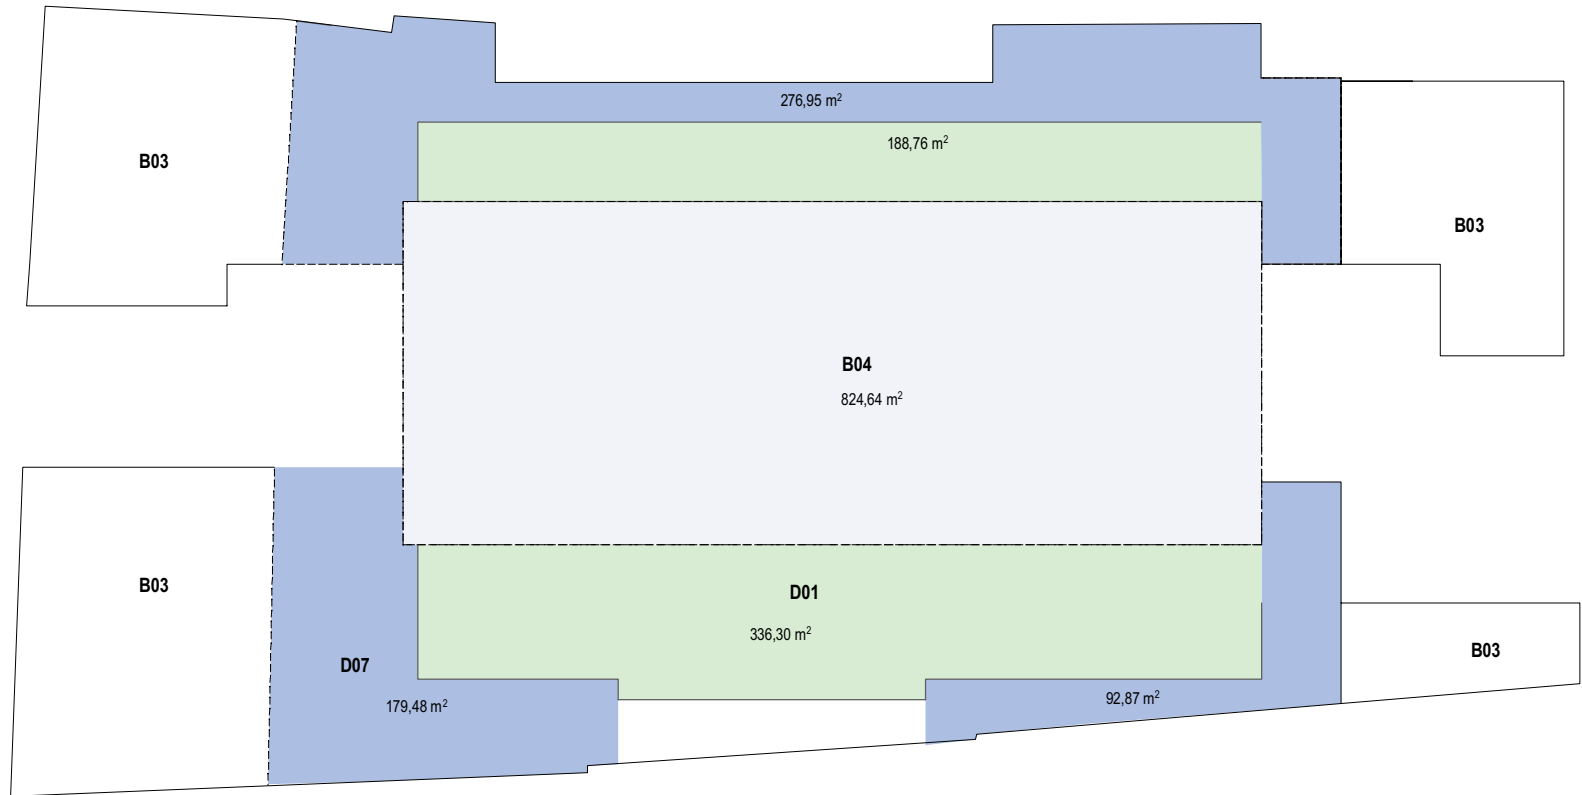 276,95 m²
188,76 m²
B03
B03
B04
824,64 m²
B03
D01
336,30 m²
B03
D07
179,48 m²
92,87 m²